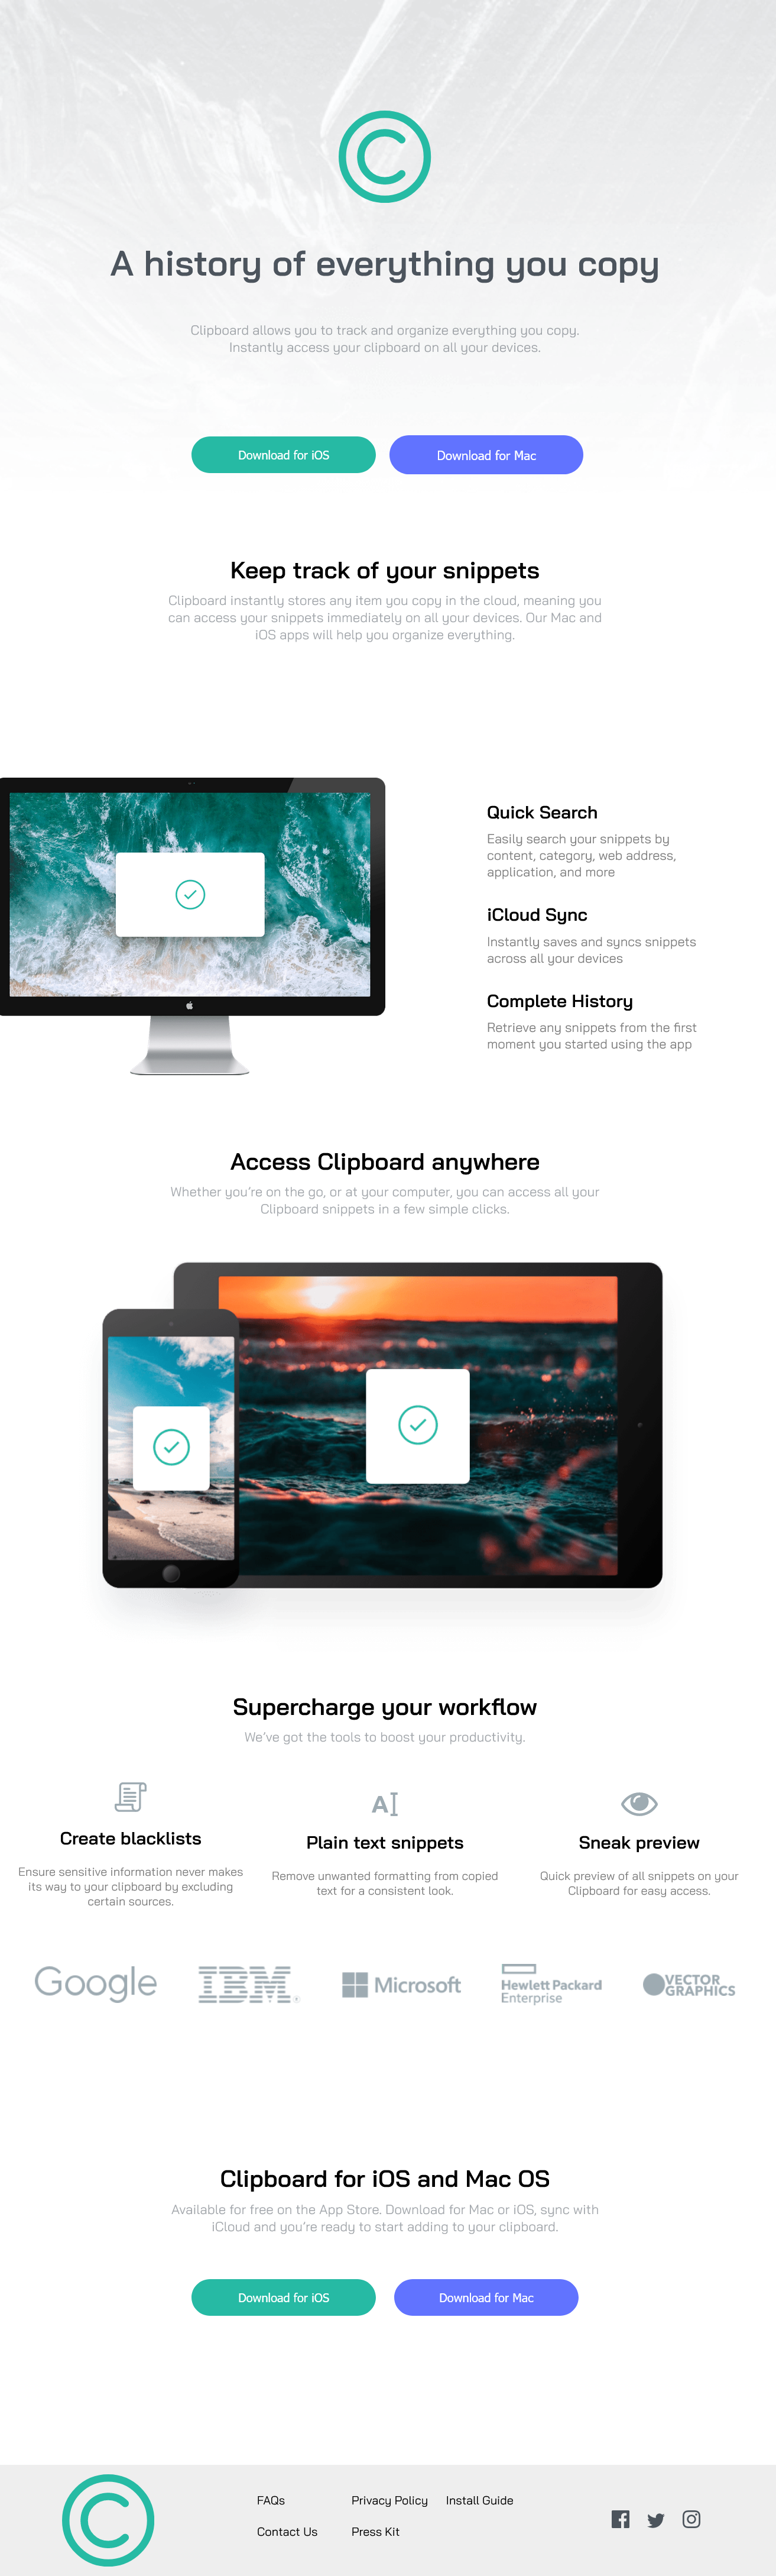 C
A history of everything you copy
Clipboard allows you to track and organize everything you copy.
Instantly access your clipboard on all your devices.
Download for iOS
Download for Mac
Keep track of your snippets
Clipboard instantly stores any item you copy in the cloud, meaning you
can access your snippets immediately on all your devices. Our Mac and
iOS apps will help you organize everything.
Quick Search
Easily search your snippets by
content, category, web address,
application, and more
iCloud Sync
Instantly saves and syncs snippets
across all your devices
Complete History
Retrieve any snippets from the first
moment you started using the app
Access Clipboard anywhere
Whether you’re on the go, or at your computer, you can access all your
Clipboard snippets in a few simple clicks.
Supercharge your workflow
We’ve got the tools to boost your productivity.
Create blacklists
Ensure sensitive information never makes
its way to your clipboard by excluding
certain sources.
A
Plain text snippets
Remove unwanted formatting from copied
text for a consistent look.
Sneak preview
Quick preview of all snippets on your
Clipboard for easy access.
Google
IBM
Microsoft
Hewlett Packard
Enterprise
VECTOR
GRAPHICS
Clipboard for iOS and Mac OS
Available for free on the App Store. Download for Mac or iOS, sync with
iCloud and you’re ready to start adding to your clipboard.
Download for iOS
Download for Mac
C
FAQs
Contact Us
Privacy Policy
Press Kit
Install Guide